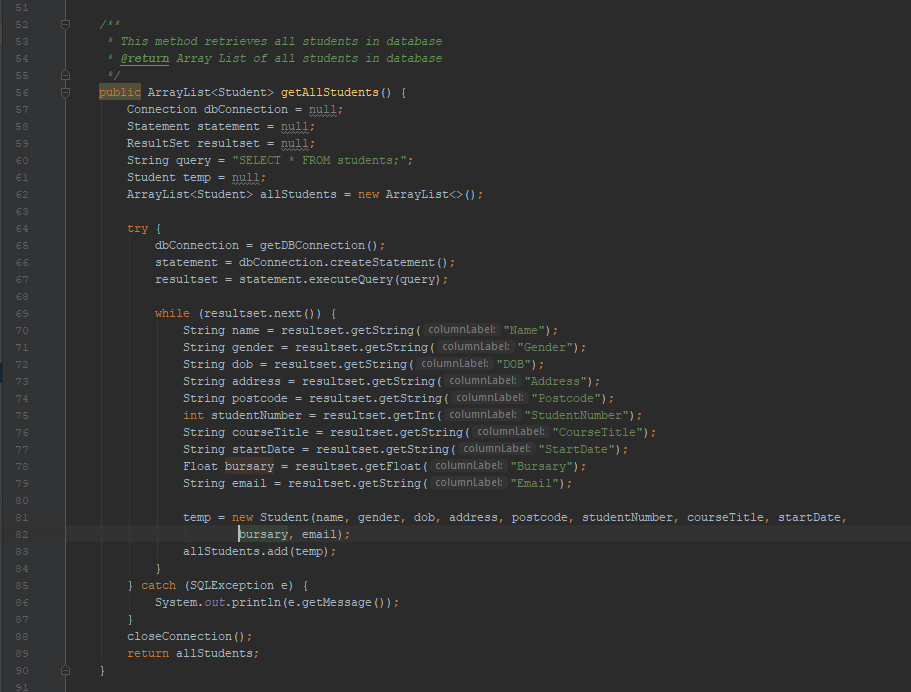 51
52 /**
53 * This method retrieves all students in database
54 * @return Array List of all students in database
55 */
56 public ArrayList<Student> getAllStudents() {
57 Connection dbConnection = null;
58 Statement statement = null;
59 ResultSet resultset = null;
60 String query = "SELECT * FROM students;";
61 Student temp = null;
62 ArrayList<Student> allStudents = new ArrayList<>();
63
64 try {
65 dbConnection = getDBConnection();
66 statement = dbConnection.createStatement();
67 resultset = statement.executeQuery(query);
68
69 while (resultset.next()) {
70 String name = resultset.getString( columnLabel: "Name");
71 String gender = resultset.getString( columnLabel: "Gender");
72 String dob = resultset.getString( columnLabel: "DOB");
73 String address = resultset.getString( columnLabel: "Address");
74 String postcode = resultset.getString( columnLabel: "Postcode");
75 int studentNumber = resultset.getInt( columnLabel: "StudentNumber");
76 String courseTitle = resultset.getString( columnLabel: "CourseTitle");
77 String startDate = resultset.getString( columnLabel: "StartDate");
78 Float bursary = resultset.getFloat( columnLabel: "Bursary");
79 String email = resultset.getString( columnLabel: "Email");
80
81 temp = new Student(name, gender, dob, address, postcode, studentNumber, courseTitle, startDate,
82 bursary, email);
83 allStudents.add(temp);
84 }
85 } catch (SQLException e) {
86 System.out.println(e.getMessage());
87 }
88 closeConnection();
89 return allStudents;
90 }
91